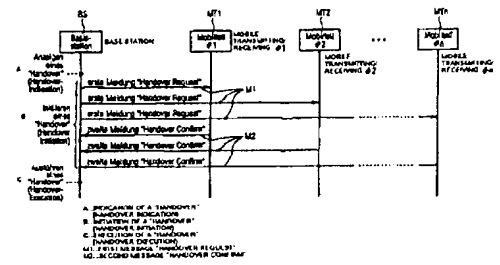 BS
MT1
MT2
MTn
Basis-
station
BASE STATION
Mobilteil
#1
MOBILE
TRANSMITTING/
RECEIVING #1
Mobilteil
#2
MOBILE
TRANSMITTING/
RECEIVING #2
...
Mobilteil
#n
MOBILE
TRANSMITTING/
RECEIVING #n
A
Anzeigen
eines
"Handover"
(Handover-
Indication)
erste Meldung "Handover Request"
M1
erste Meldung "Handover Request"
erste Meldung "Handover Request"
B
Initiieren
eines
"Handover"
(Handover
Initiation)
zweite Meldung "Handover Confirm"
M2
zweite Meldung "Handover Confirm"
zweite Meldung "Handover Confirm"
C
Ausführen
eines
"Handover"
(Handover-
Execution)
A...INDICATION OF A "HANDOVER"
(HANDOVER INDICATION)
B...INITIATION OF A "HANDOVER"
(HANDOVER INITIATION)
C...EXECUTION OF A "HANDOVER"
(HANDOVER EXECUTION)
M1...FIRST MESSAGE "HANDOVER REQUEST"
M2...SECOND MESSAGE "HANDOVER CONFIRM"